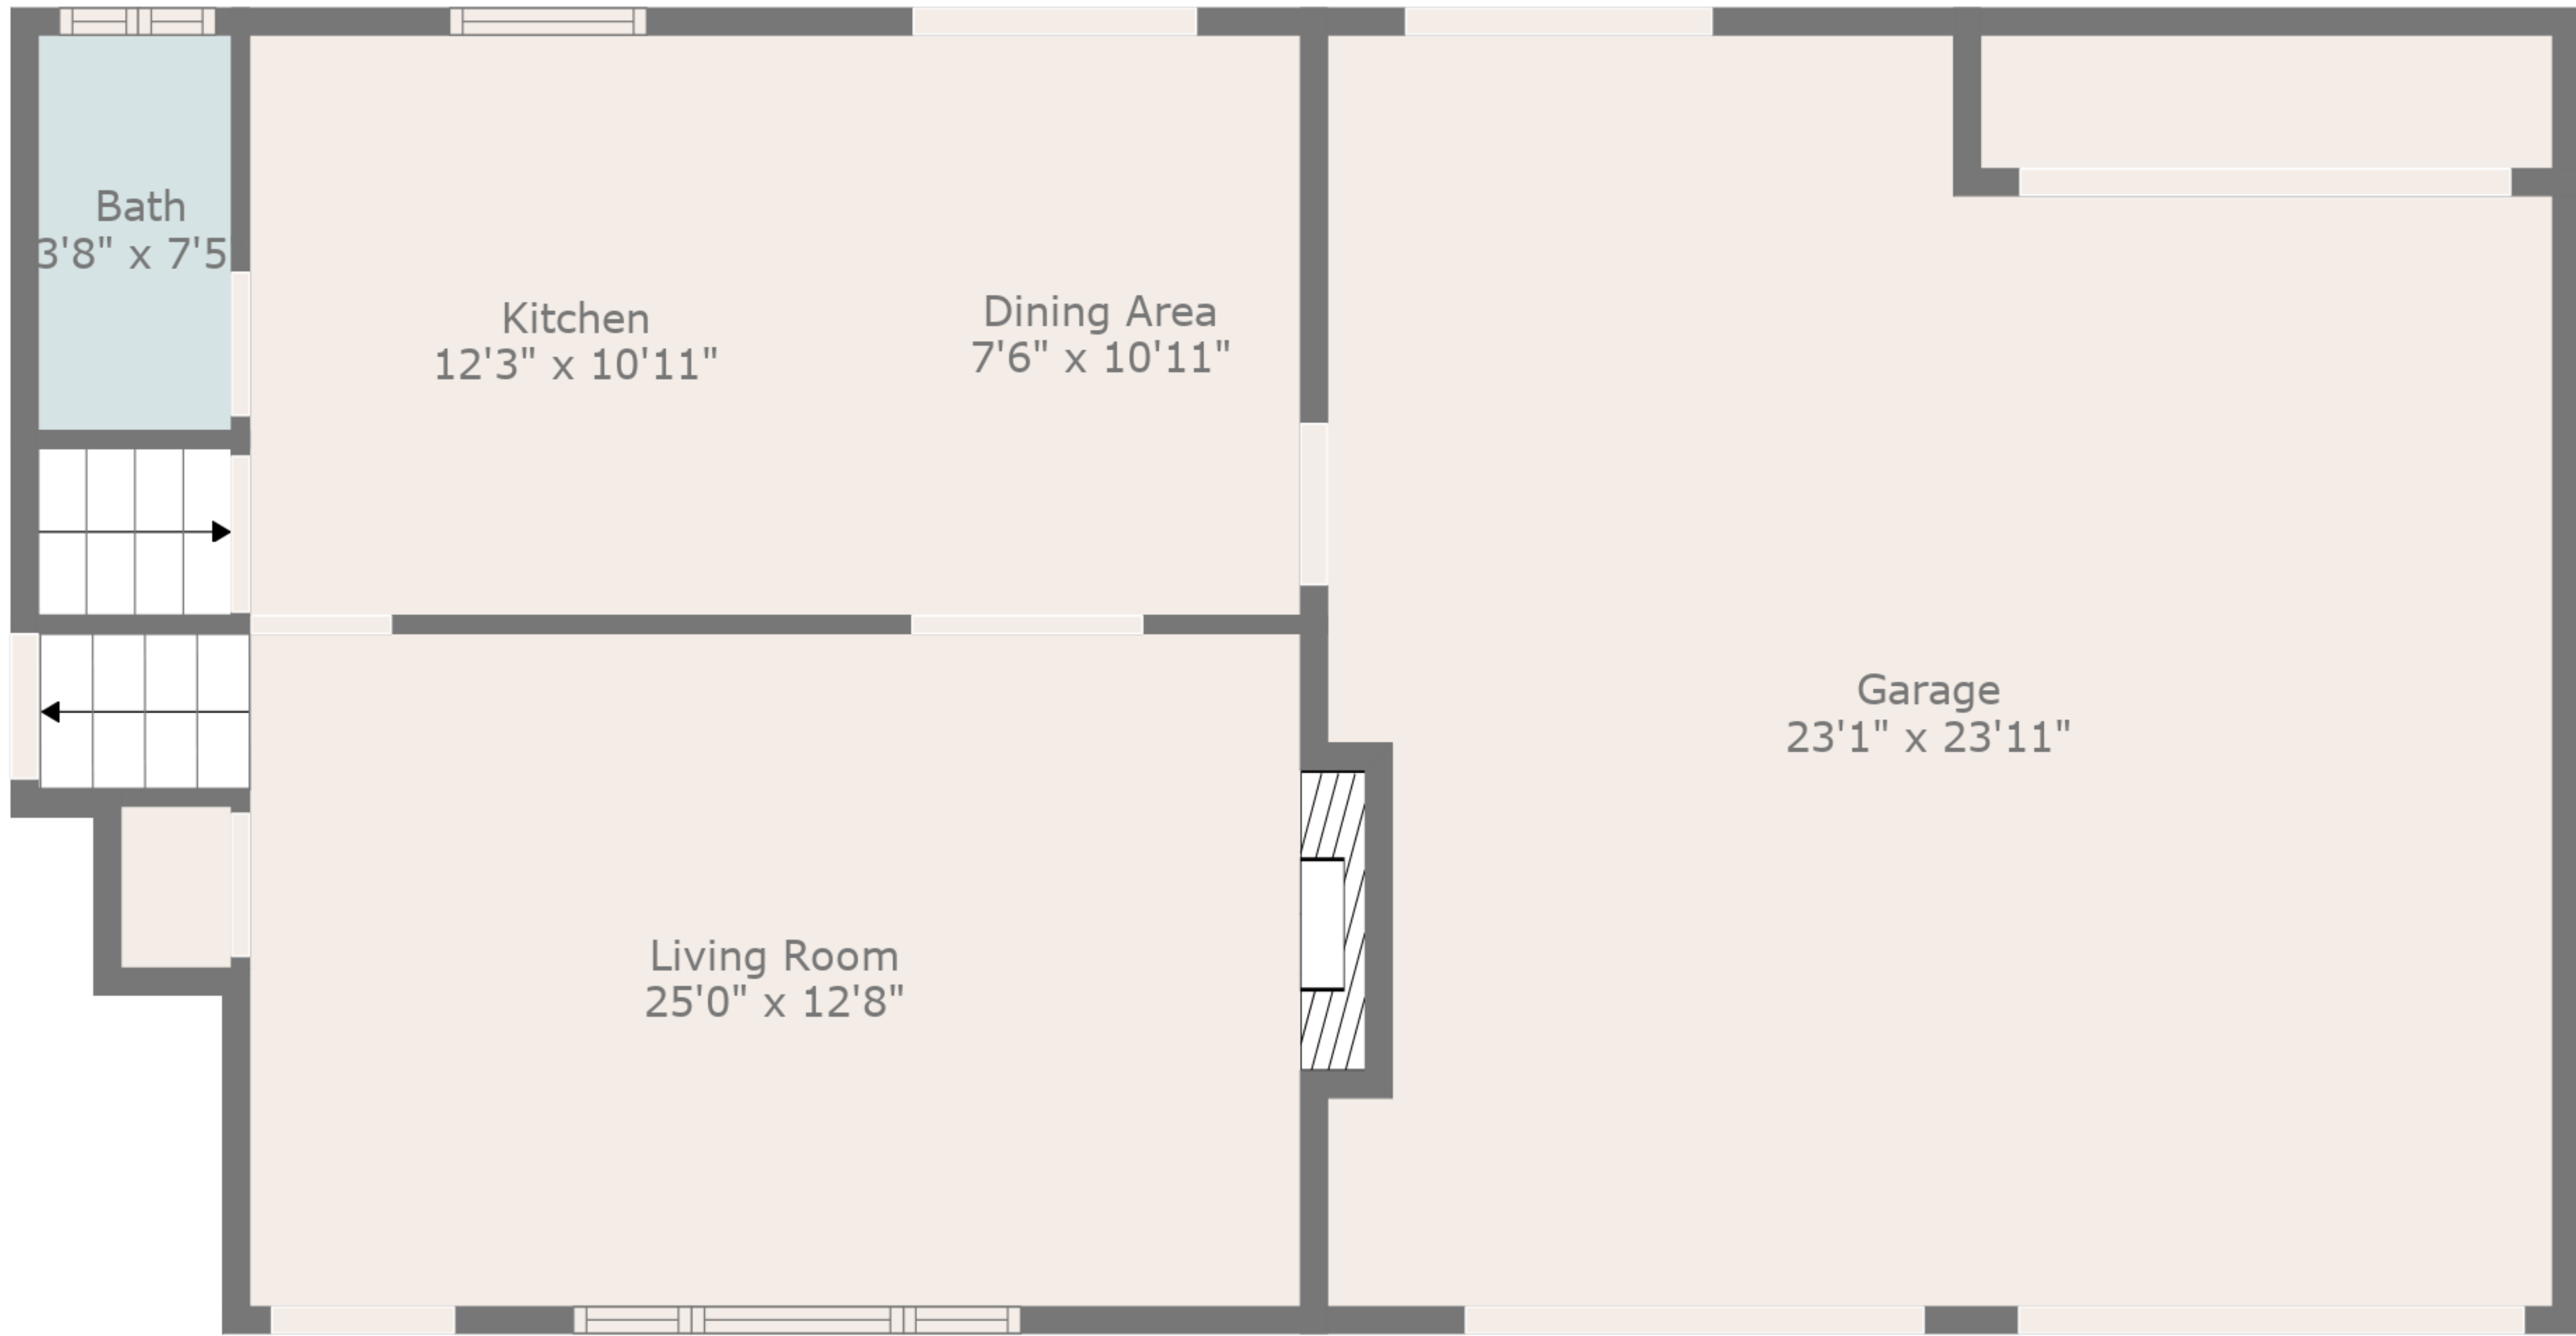 Bath
3'8" x 7'5
Kitchen
12'3" x 10'11"
Dining Area
7'6" x 10'11"
Garage
23'1" x 23'11"
Living Room
25'0" x 12'8"